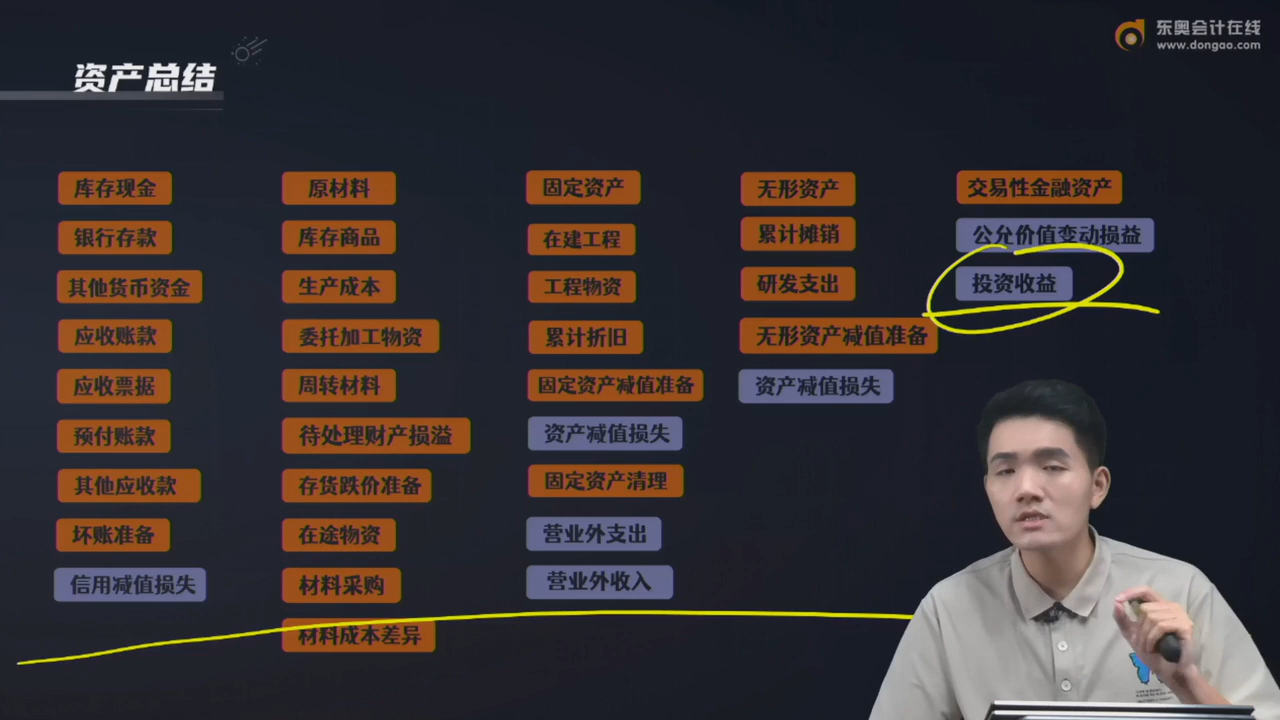 东奥会计在线
www.dongao.com
资产总结
库存现金
银行存款
其他货币资金
应收账款
应收票据
预付账款
其他应收款
坏账准备
信用减值损失
原材料
库存商品
生产成本
委托加工物资
周转材料
待处理财产损溢
存货跌价准备
在途物资
材料采购
材料成本差异
固定资产
在建工程
工程物资
累计折旧
固定资产减值准备
资产减值损失
固定资产清理
营业外支出
营业外收入
无形资产
累计摊销
研发支出
无形资产减值准备
资产减值损失
交易性金融资产
公允价值变动损益
投资收益